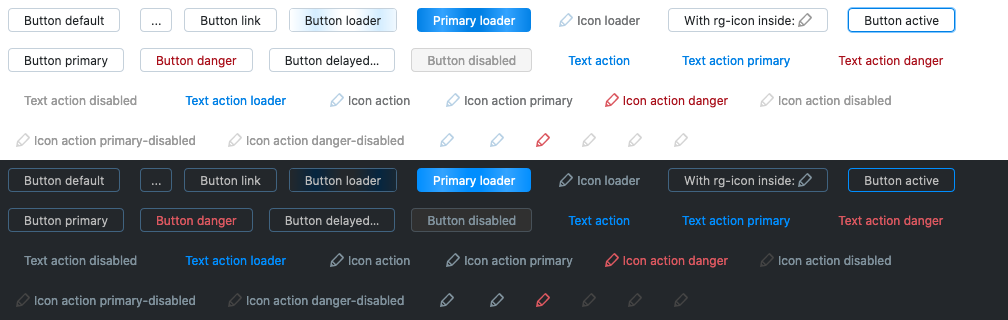 Button default ... Button link Button loader Primary loader Icon loader With rg-icon inside: Button active
Button primary Button danger Button delayed... Button disabled Text action Text action primary Text action danger
Text action disabled Text action loader Icon action Icon action primary Icon action danger Icon action disabled
Icon action primary-disabled Icon action danger-disabled
Button default ... Button link Button loader Primary loader Icon loader With rg-icon inside: Button active
Button primary Button danger Button delayed... Button disabled Text action Text action primary Text action danger
Text action disabled Text action loader Icon action Icon action primary Icon action danger Icon action disabled
Icon action primary-disabled Icon action danger-disabled